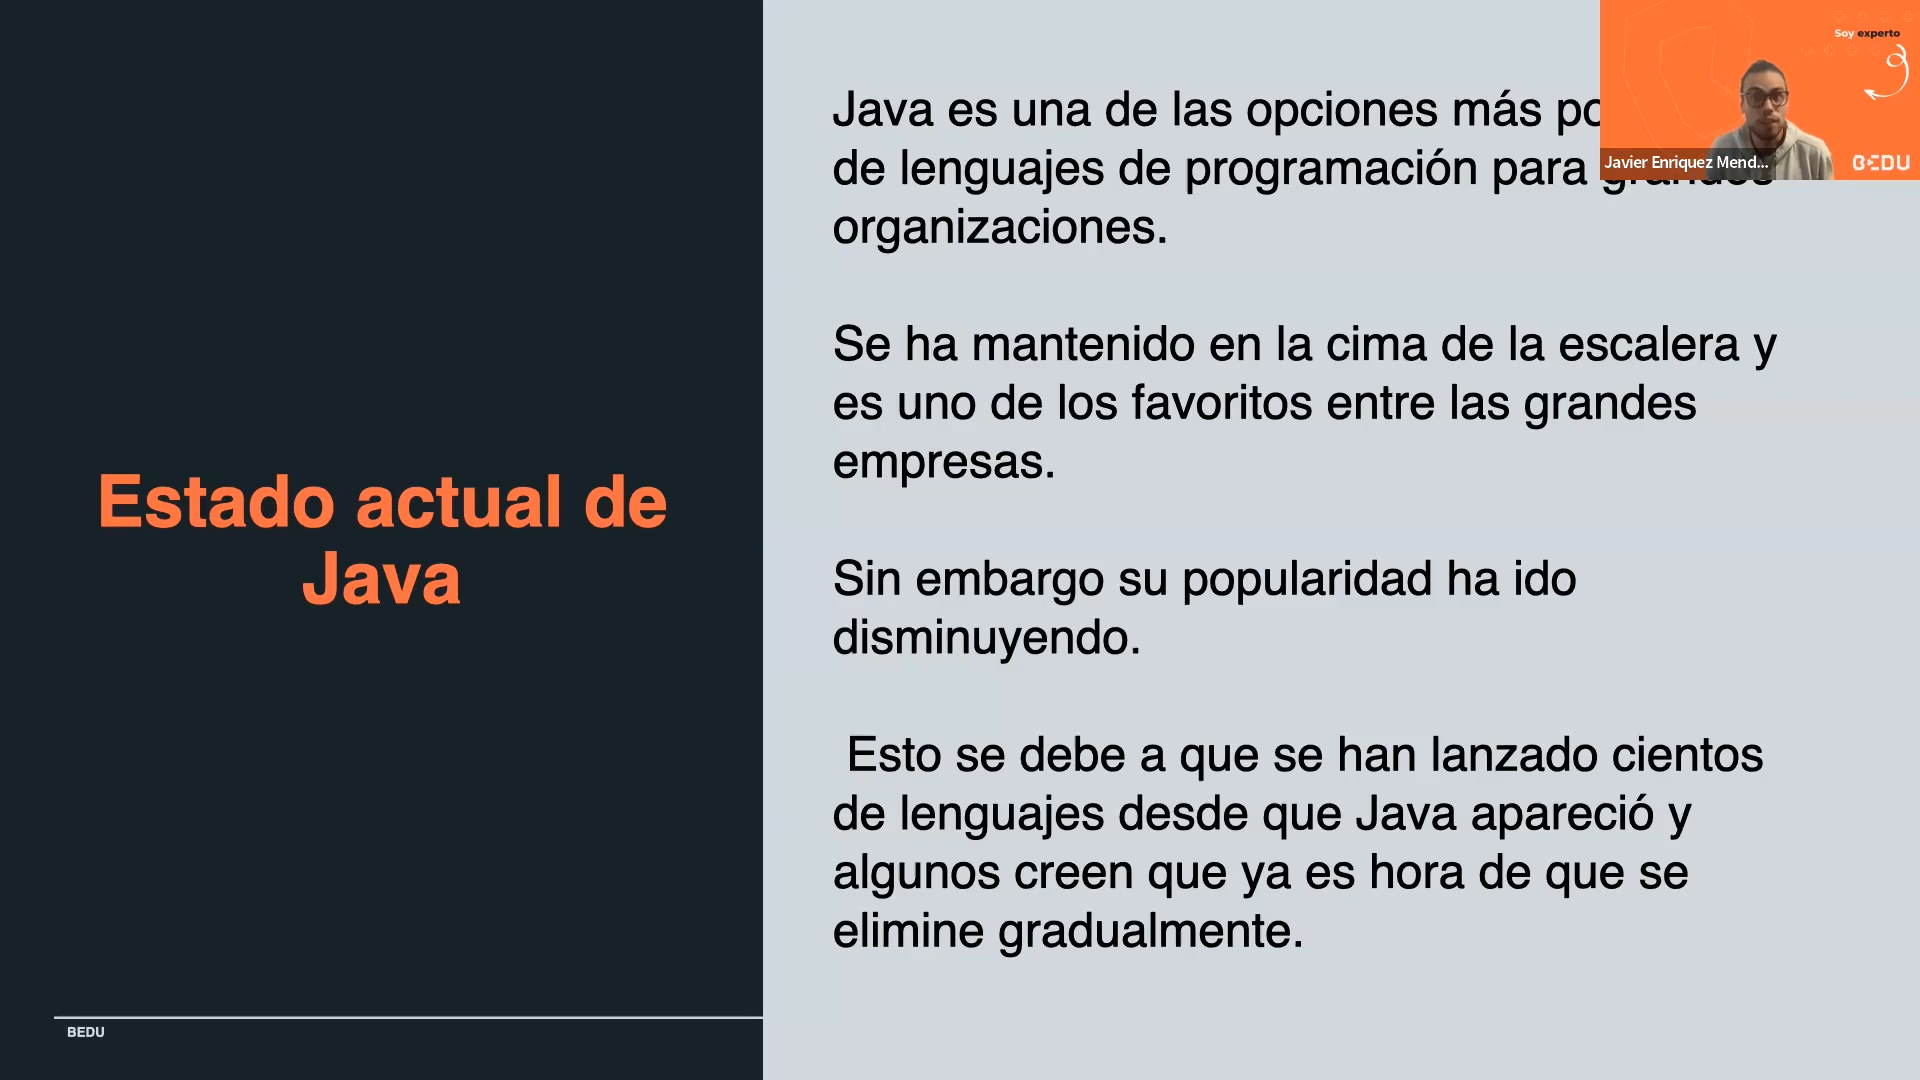 Estado actual de
Java
BEDU
Java es una de las opciones más
de lenguajes de programación para grandes
organizaciones.
Se ha mantenido en la cima de la escalera y
es uno de los favoritos entre las grandes
empresas.
Sin embargo su popularidad ha ido
disminuyendo.
Esto se debe a que se han lanzado cientos
de lenguajes desde que Java apareció y
algunos creen que ya es hora de que se
elimine gradualmente.
Soy experto
Javier Enriquez Mend...
BEDU